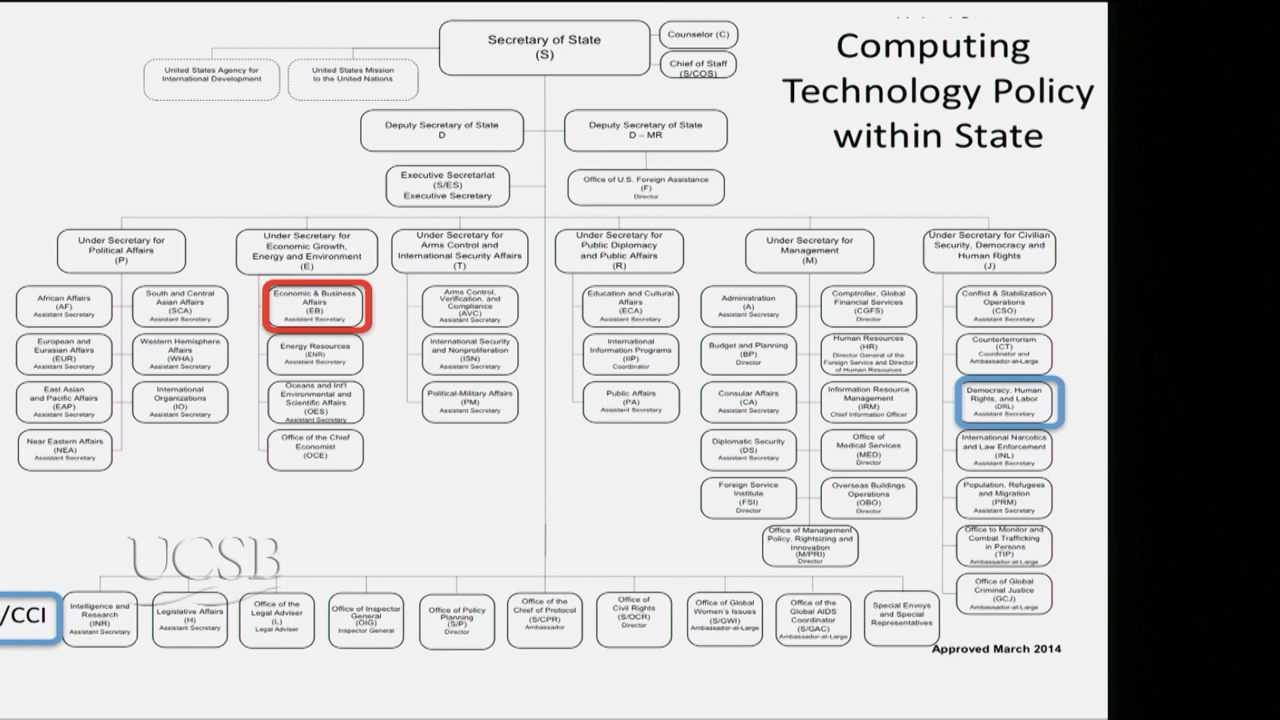 Secretary of State
(S)
Counselor (C)
Chief of Staff
(S/COS)
Computing
Technology Policy
within State
United States Agency for
International Development
United States Mission
to the United Nations
Deputy Secretary of State
D
Deputy Secretary of State
D – MR
Executive Secretariat
(S/ES)
Executive Secretary
Office of U.S. Foreign Assistance
(F)
Director
Under Secretary for
Political Affairs
(P)
Under Secretary for
Economic Growth,
Energy and Environment
(E)
Under Secretary for
Arms Control and
International Security Affairs
(T)
Under Secretary for
Public Diplomacy
and Public Affairs
(R)
Under Secretary for
Management
(M)
Under Secretary for Civilian
Security, Democracy and
Human Rights
(J)
African Affairs
(AF)
Assistant Secretary
South and Central
Asian Affairs
(SCA)
Assistant Secretary
European and
Eurasian Affairs
(EUR)
Assistant Secretary
Western Hemisphere
Affairs
(WHA)
Assistant Secretary
East Asian
and Pacific Affairs
(EAP)
Assistant Secretary
International
Organizations
(IO)
Assistant Secretary
Near Eastern Affairs
(NEA)
Assistant Secretary
Economic & Business
Affairs
(EB)
Assistant Secretary
Energy Resources
(ENR)
Assistant Secretary
Oceans and Int'l
Environmental and
Scientific Affairs
(OES)
Assistant Secretary
Office of the Chief
Economist
(OCE)
Arms Control,
Verification, and
Compliance
(AVC)
Assistant Secretary
International Security
and Nonproliferation
(ISN)
Assistant Secretary
Political-Military Affairs
(PM)
Assistant Secretary
Education and Cultural
Affairs
(ECA)
Assistant Secretary
International
Information Programs
(IIP)
Coordinator
Public Affairs
(PA)
Assistant Secretary
Administration
(A)
Assistant Secretary
Comptroller, Global
Financial Services
(CGFS)
Director
Budget and Planning
(BP)
Director
Human Resources
(HR)
Director General of the
Foreign Service and Director
of Human Resources
Consular Affairs
(CA)
Assistant Secretary
Information Resource
Management
(IRM)
Chief Information Officer
Diplomatic Security
(DS)
Assistant Secretary
Office of
Medical Services
(MED)
Director
Foreign Service
Institute
(FSI)
Director
Overseas Buildings
Operations
(OBO)
Director
Office of Management
Policy, Rightsizing and
Innovation
(M/PRI)
Director
Conflict & Stabilization
Operations
(CSO)
Assistant Secretary
Counterterrorism
(CT)
Coordinator and
Ambassador-at-Large
Democracy, Human
Rights, and Labor
(DRL)
Assistant Secretary
International Narcotics
and Law Enforcement
(INL)
Assistant Secretary
Population, Refugees
and Migration
(PRM)
Assistant Secretary
Office to Monitor and
Combat Trafficking
in Persons
(TIP)
Ambassador-at-Large
Office of Global
Criminal Justice
(GCJ)
Ambassador-at-Large
UCSB
/CCI
Intelligence and
Research
(INR)
Assistant Secretary
Legislative Affairs
(H)
Assistant Secretary
Office of the
Legal Adviser
(L)
Legal Adviser
Office of Inspector
General
(OIG)
Inspector General
Office of Policy
Planning
(S/P)
Director
Office of the
Chief of Protocol
(S/CPR)
Ambassador
Office of
Civil Rights
(S/OCR)
Director
Office of Global
Women's Issues
(S/GWI)
Ambassador-at-Large
Office of the
Global AIDS
Coordinator
(S/GAC)
Ambassador-at-Large
Special Envoys
and Special
Representatives
Approved March 2014